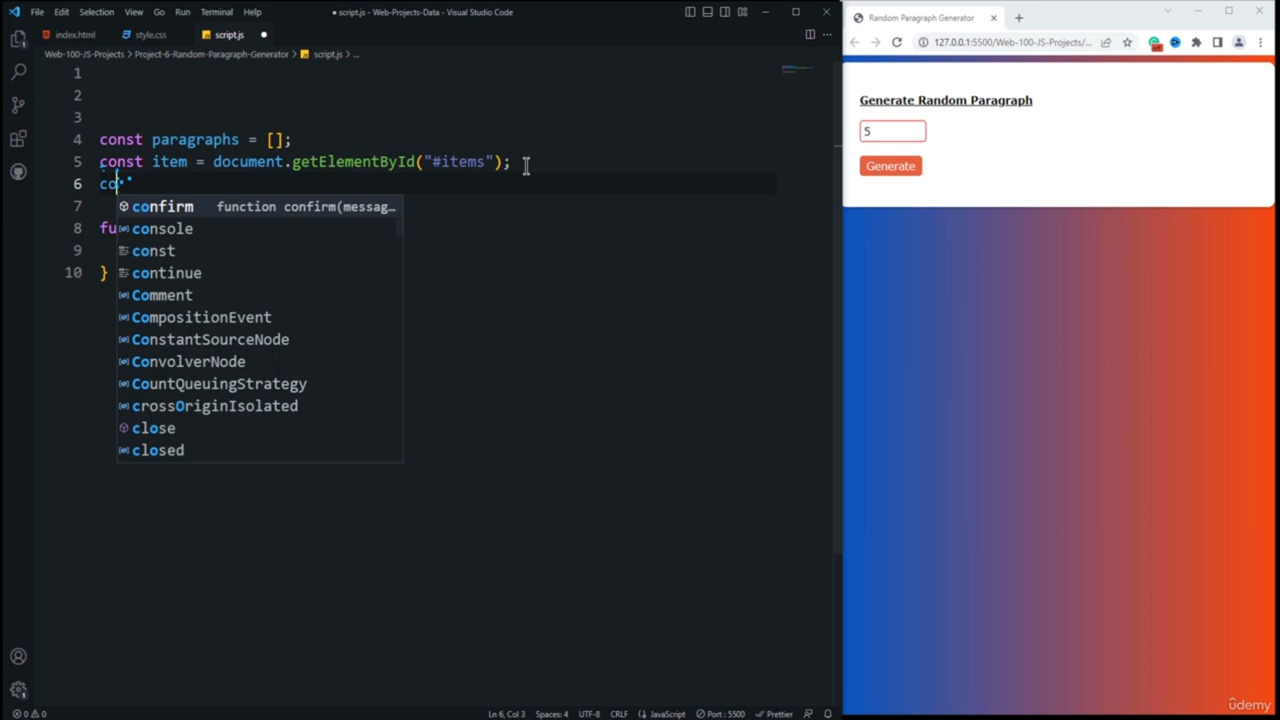 File Edit Selection View Go Run Terminal Help
● script.js - Web-Projects-Data - Visual Studio Code
index.html style.css script.js
Web-100-JS-Projects > Project-6-Random-Paragraph-Generator > script.js > ...
1
2
3
4 const paragraphs = [];
5 const item = document.getElementById("#items");
6 co
7
8 fu
9
10 }
confirm function confirm(messag…
console
const
continue
Comment
CompositionEvent
ConstantSourceNode
ConvolverNode
CountQueuingStrategy
crossOriginIsolated
close
closed
0 0
Ln 6, Col 3 Spaces: 4 UTF-8 CRLF JavaScript Port : 5500 Prettier
Random Paragraph Generator
127.0.0.1:5500/Web-100-JS-Projects/...
off
Generate Random Paragraph
5
Generate
ûdemy